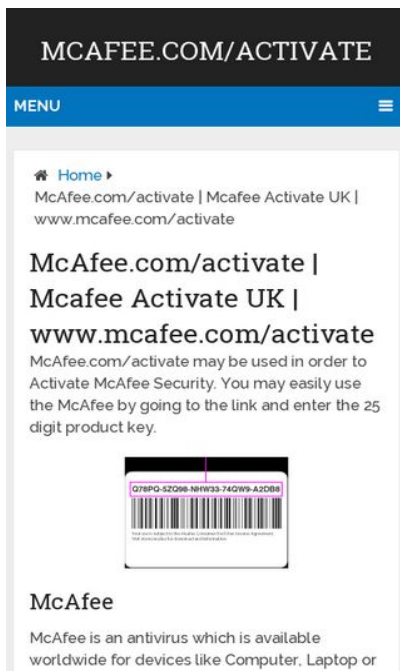 MCAFEE.COM/ACTIVATE
MENU
Home
McAfee.com/activate | Mcafee Activate UK |
www.mcafee.com/activate
McAfee.com/activate |
Mcafee Activate UK |
www.mcafee.com/activate
McAfee.com/activate may be used in order to
Activate McAfee Security. You may easily use
the McAfee by going to the link and enter the 25
digit product key.
Q78PQ-5ZQ98-NHW33-74QW9-A2DB8
McAfee
McAfee is an antivirus which is available
worldwide for devices like Computer, Laptop or